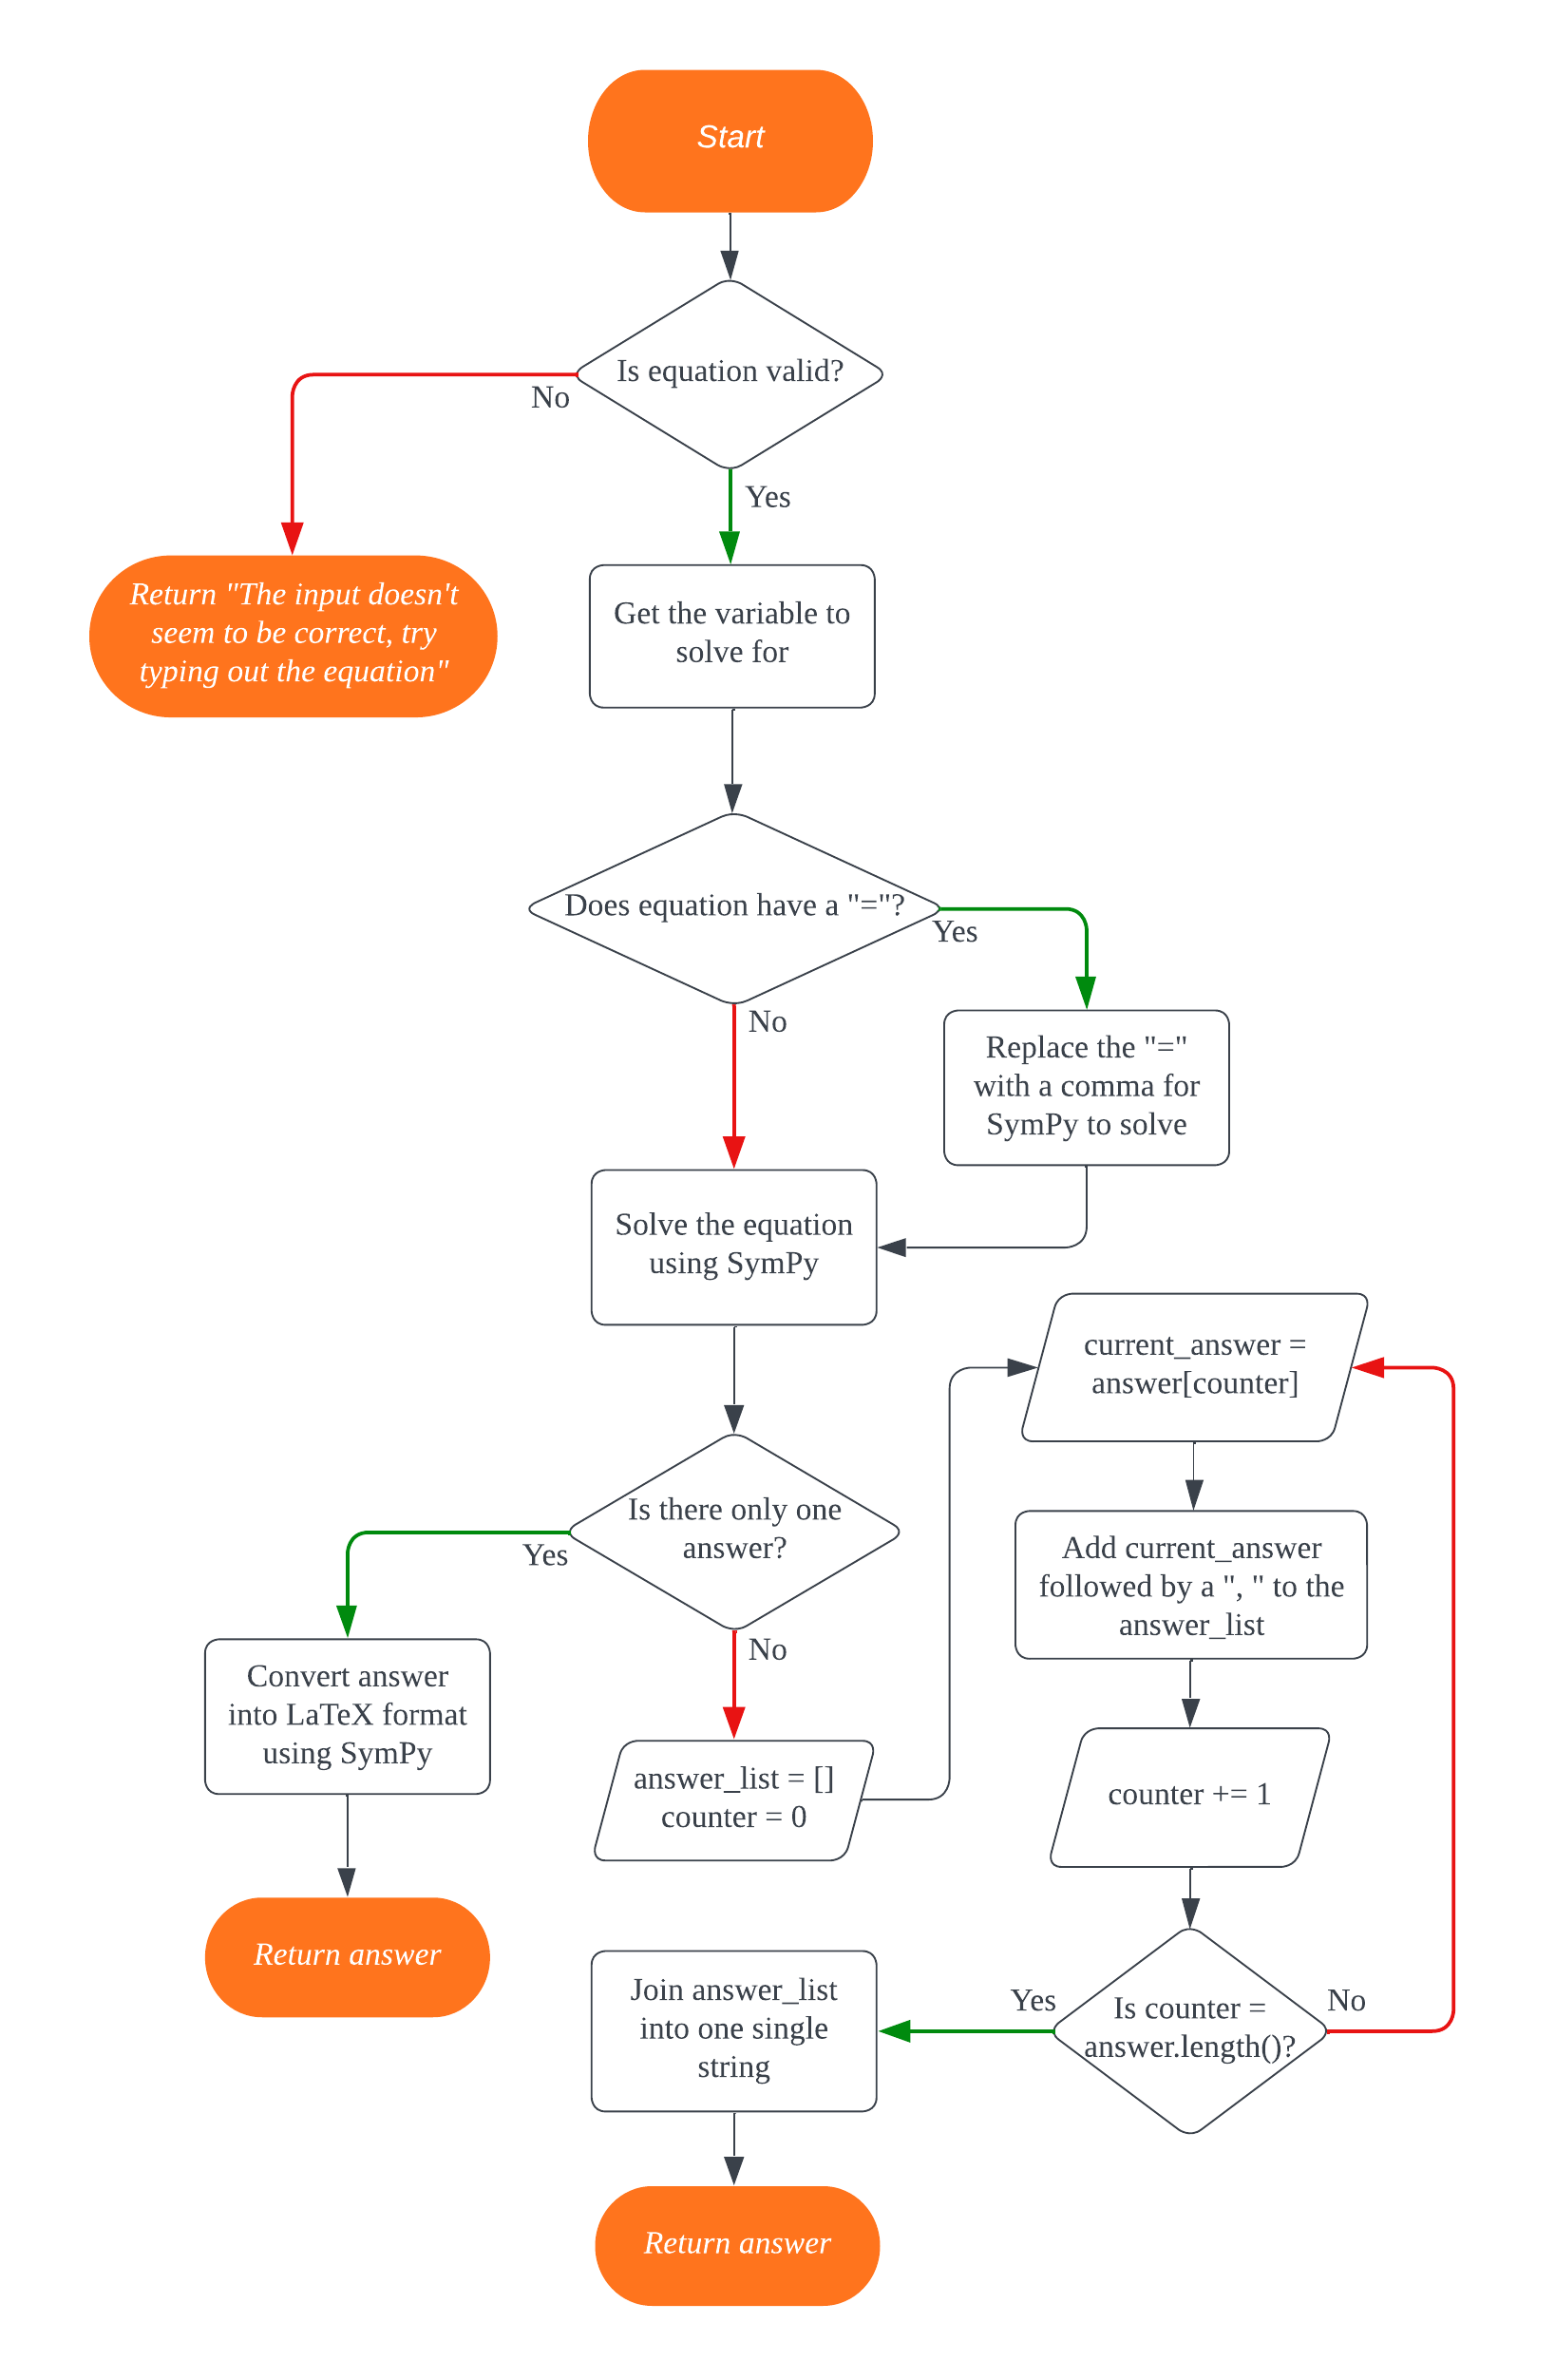 Start
Is equation valid?
No
Yes
Return "The input doesn't
seem to be correct, try
typing out the equation"
Get the variable to
solve for
Does equation have a "="?
Yes
No
Replace the "="
with a comma for
SymPy to solve
Solve the equation
using SymPy
current_answer =
answer[counter]
Is there only one
answer?
Yes
No
Add current_answer
followed by a ", " to the
answer_list
Convert answer
into LaTeX format
using SymPy
answer_list = []
counter = 0
counter += 1
Return answer
Join answer_list
into one single
string
Yes
Is counter =
answer.length()?
No
Return answer